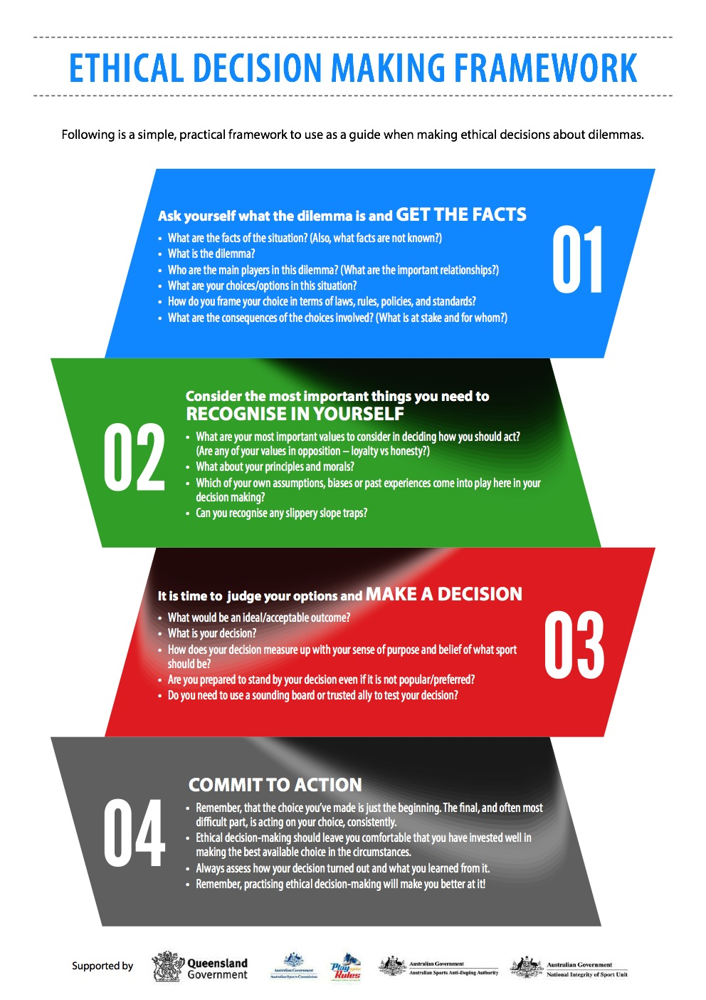 ETHICAL DECISION MAKING FRAMEWORK
Following is a simple, practical framework to use as a guide when making ethical decisions about dilemmas.
Ask yourself what the dilemma is and GET THE FACTS
• What are the facts of the situation? (Also, what facts are not known?)
• What is the dilemma?
• Who are the main players in this dilemma? (What are the important relationships?)
• What are your choices/options in this situation?
• How do you frame your choice in terms of laws, rules, policies, and standards?
• What are the consequences of the choices involved? (What is at stake and for whom?)
01
Consider the most important things you need to
RECOGNISE IN YOURSELF
• What are your most important values to consider in deciding how you should act?
(Are any of your values in opposition – loyalty vs honesty?)
• What about your principles and morals?
• Which of your own assumptions, biases or past experiences come into play here in your
decision making?
• Can you recognise any slippery slope traps?
02
It is time to judge your options and MAKE A DECISION
• What would be an ideal/acceptable outcome?
• What is your decision?
• How does your decision measure up with your sense of purpose and belief of what sport
should be?
• Are you prepared to stand by your decision even if it is not popular/preferred?
• Do you need to use a sounding board or trusted ally to test your decision?
03
COMMIT TO ACTION
• Remember, that the choice you've made is just the beginning. The final, and often most
difficult part, is acting on your choice, consistently.
• Ethical decision-making should leave you comfortable that you have invested well in
making the best available choice in the circumstances.
• Always assess how your decision turned out and what you learned from it.
• Remember, practising ethical decision-making will make you better at it!
04
Supported by
Queensland
Government
Australian Government
Australian Sports Commission
Play
Rules
Australian Government
Australian Sports Anti-Doping Authority
Australian Government
National Integrity of Sport Unit